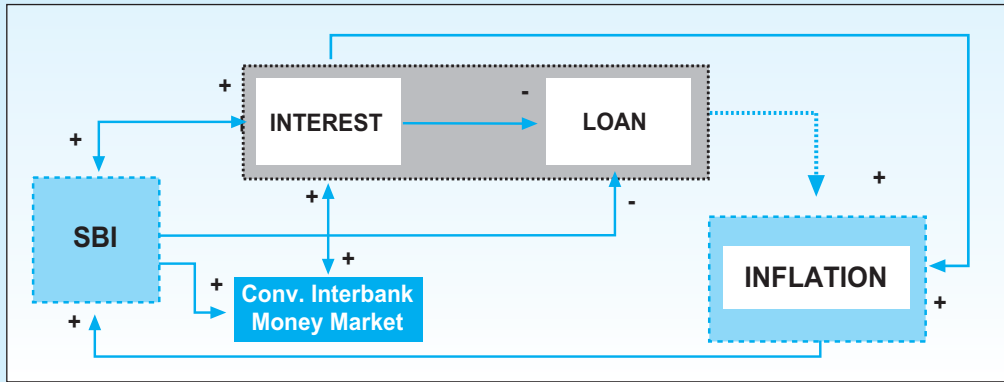 +
-
INTEREST
LOAN
+
+
-
+
SBI
+
+
Conv. Interbank
Money Market
INFLATION
+
+